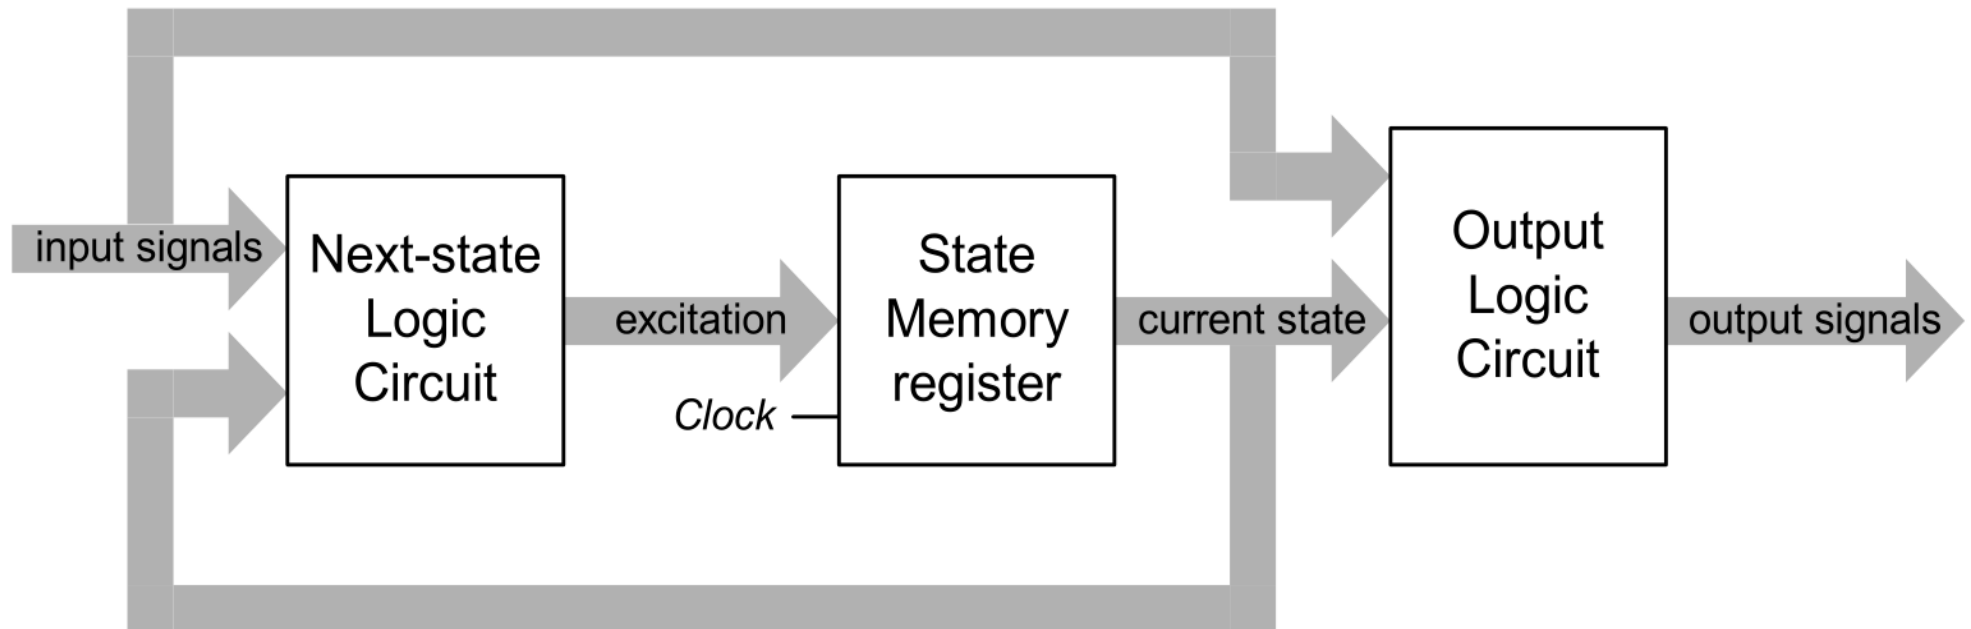 input signals
Next-state
Logic
Circuit
excitation
Clock
State
Memory
register
current state
Output
Logic
Circuit
output signals